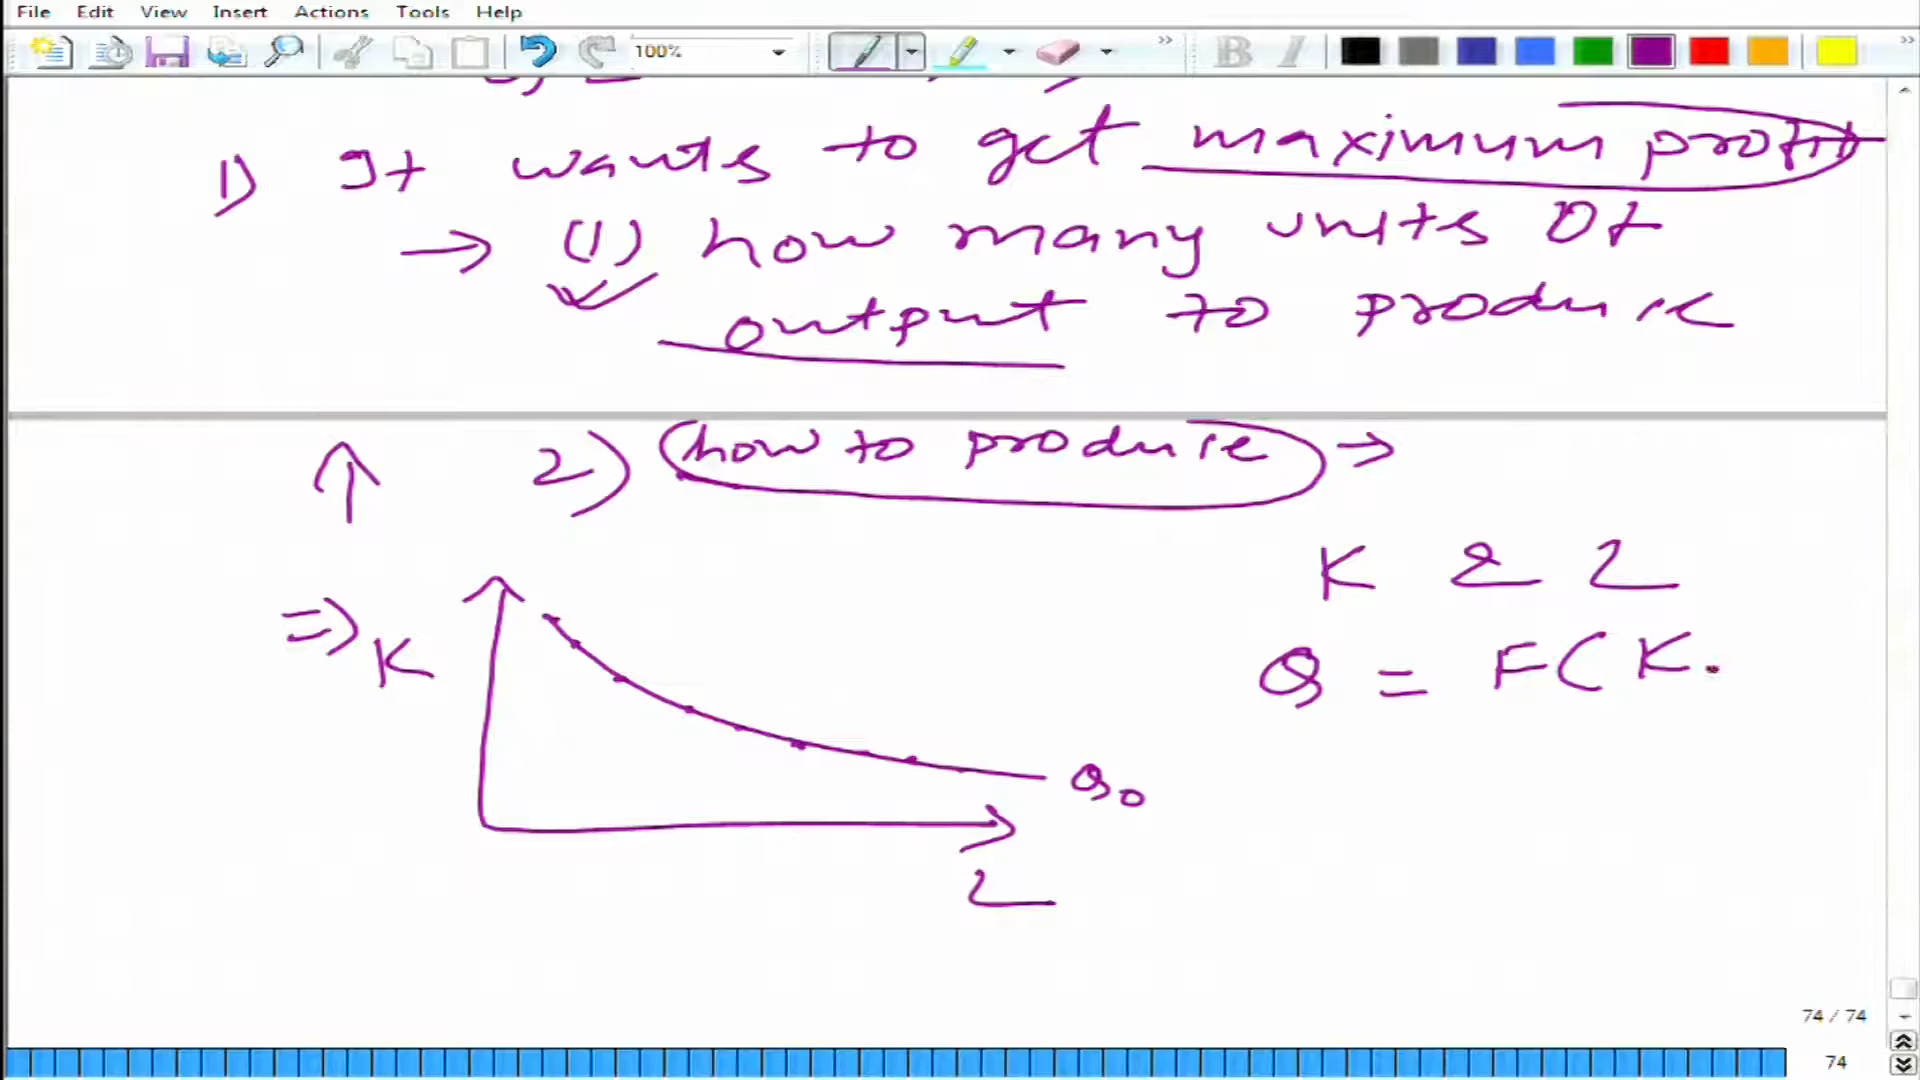 File Edit View Insert Actions Tools Help
100%
1) It wants to get maximum profit
→ (1) how many units of
output to produce
2) how to produce →
K & L
⇒ K
Q = F(K.
Q0
L
74 / 74
74